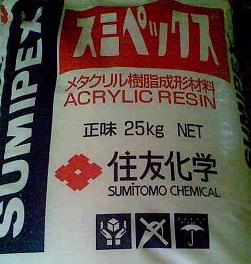 SUMIPEX
スミペックス
メタクリル樹脂成形材料
ACRYLIC RESIN
正味 25kg NET
住友化学
SUMITOMO CHEMICAL